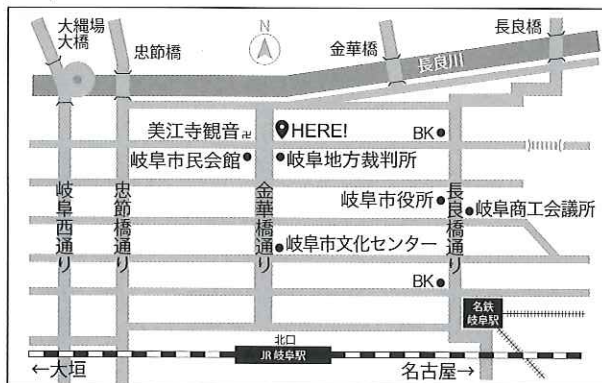 大縄場
大橋
忠節橋
N
金華橋
長良橋
長良川
美江寺観音卍
HERE!
BK
岐阜市民会館
岐阜地方裁判所
岐阜西通り
忠節橋通り
金華橋通り
長良橋通り
岐阜市役所
岐阜商工会議所
岐阜市文化センター
BK
名鉄
岐阜駅
北口
JR 岐阜駅
←大垣
名古屋→